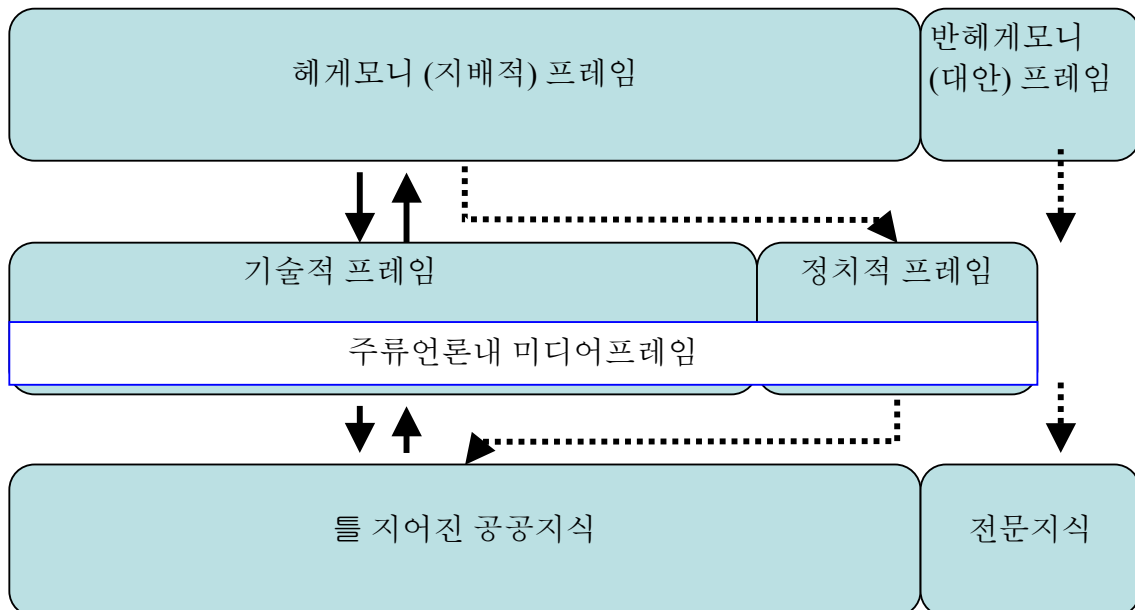 헤게모니 (지배적) 프레임
반헤게모니
(대안) 프레임
기술적 프레임
정치적 프레임
주류언론내 미디어프레임
틀 지어진 공공지식
전문지식